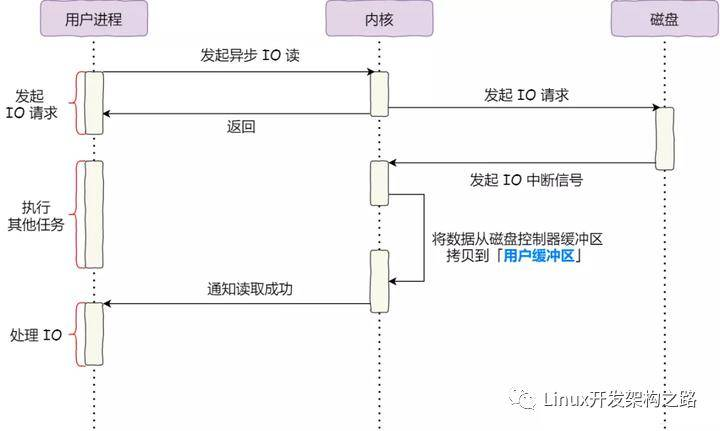 用户进程
内核
磁盘
发起异步 IO 读
发起
IO 请求
发起 IO 请求
返回
发起 IO 中断信号
执行
其他任务
将数据从磁盘控制器缓冲区
拷贝到「用户缓冲区」
通知读取成功
处理 IO
Linux开发架构之路